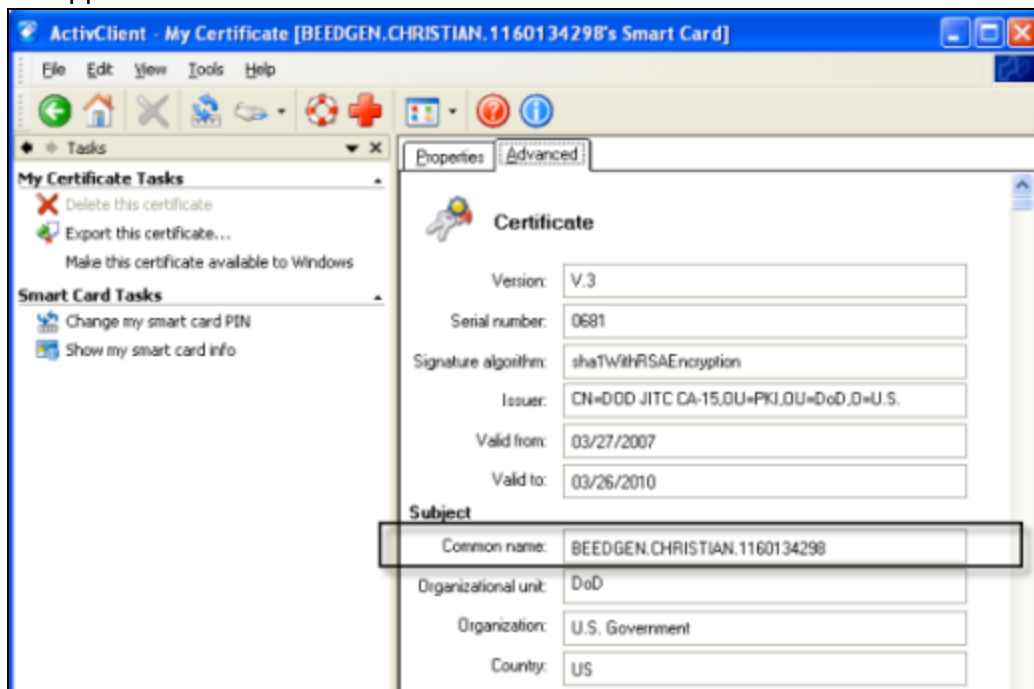 ActivClient - My Certificate [BEEDGEN.CHRISTIAN.1160134298's Smart Card]
File Edit View Tools Help
Tasks
My Certificate Tasks
Delete this certificate
Export this certificate...
Make this certificate available to Windows
Smart Card Tasks
Change my smart card PIN
Show my smart card info
Properties Advanced
Certificate
Version: V.3
Serial number: 0681
Signature algorithm: sha1WithRSAEncryption
Issuer: CN=DOD JITC CA-15,OU=PKI,OU=DoD,O=U.S.
Valid from: 03/27/2007
Valid to: 03/26/2010
Subject
Common name: BEEDGEN.CHRISTIAN.1160134298
Organizational unit: DoD
Organization: U.S. Government
Country: US